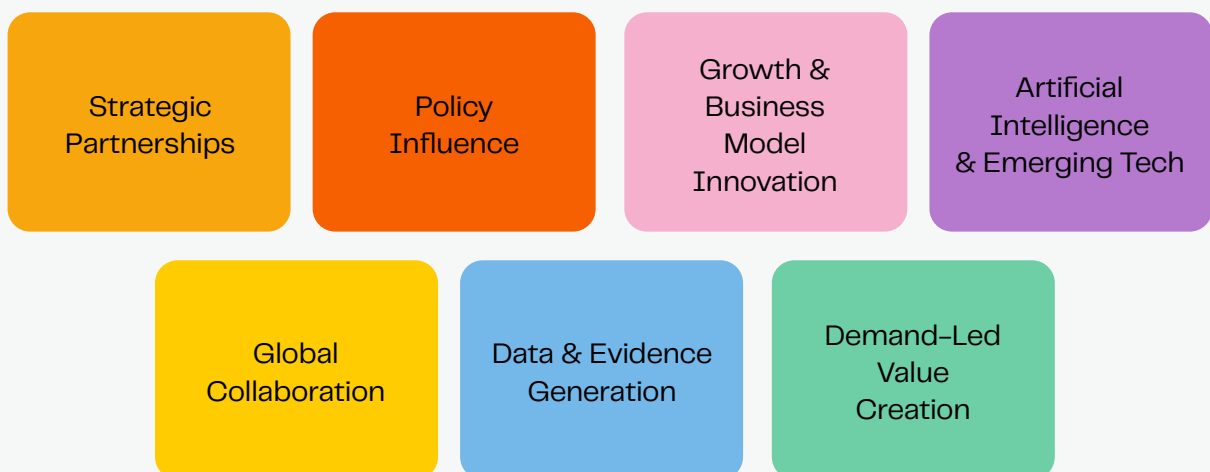 Strategic
Partnerships
Policy
Influence
Growth &
Business
Model
Innovation
Artificial
Intelligence
& Emerging Tech
Global
Collaboration
Data & Evidence
Generation
Demand-Led
Value
Creation